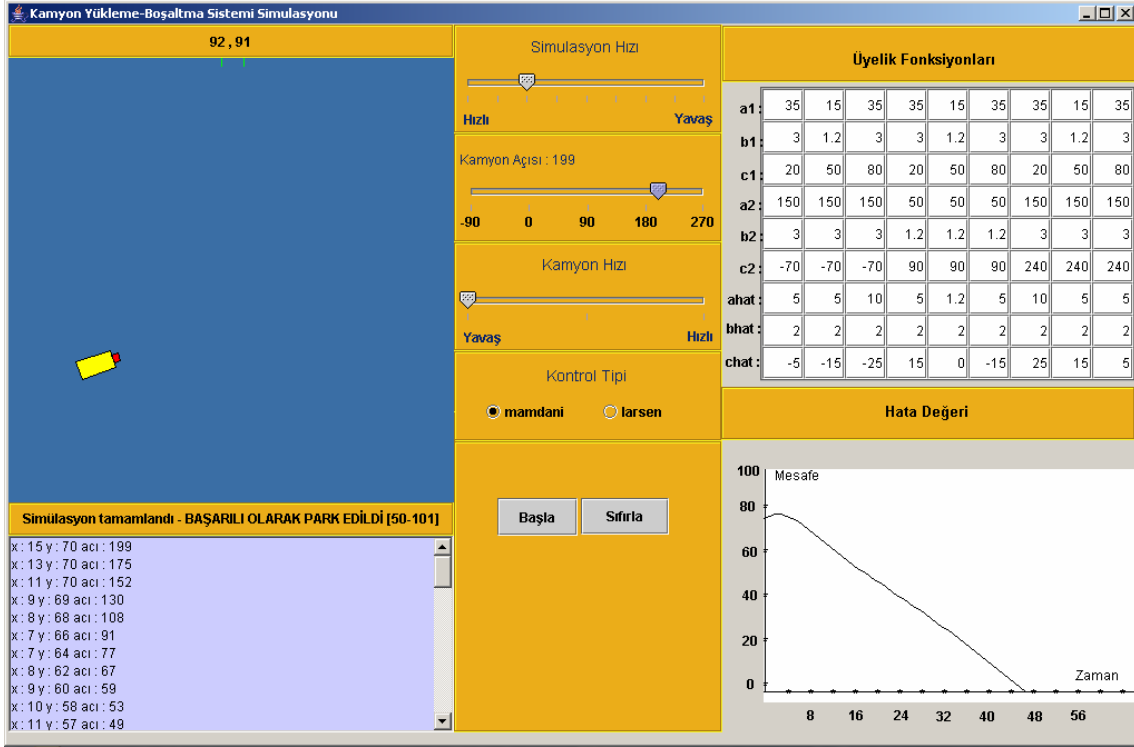 Kamyon Yükleme-Boşaltma Sistemi Simulasyonu
92 , 91
Simülasyon tamamlandı - BAŞARILI OLARAK PARK EDİLDİ [50-101]
x : 15 y : 70 acı : 199
x : 13 y : 70 acı : 175
x : 11 y : 70 acı : 152
x : 9 y : 69 acı : 130
x : 8 y : 68 acı : 108
x : 7 y : 66 acı : 91
x : 7 y : 64 acı : 77
x : 8 y : 62 acı : 67
x : 9 y : 60 acı : 59
x : 10 y : 58 acı : 53
x : 11 y : 57 acı : 49
Simulasyon Hızı
Hızlı Yavaş
Kamyon Açısı : 199
-90 0 90 180 270
Kamyon Hızı
Yavaş Hızlı
Kontrol Tipi
mamdani larsen
Başla Sıfırla
Üyelik Fonksiyonları
a1 : 35 15 35 35 15 35 35 15 35
b1 : 3 1.2 3 3 1.2 3 3 1.2 3
c1 : 20 50 80 20 50 80 20 50 80
a2 : 150 150 150 50 50 50 150 150 150
b2 : 3 3 3 1.2 1.2 1.2 3 3 3
c2 : -70 -70 -70 90 90 90 240 240 240
ahat : 5 5 10 5 1.2 5 10 5 5
bhat : 2 2 2 2 2 2 2 2 2
chat : -5 -15 -25 15 0 -15 25 15 5
Hata Değeri
Mesafe
100
80
60
40
20
0
Zaman
8 16 24 32 40 48 56